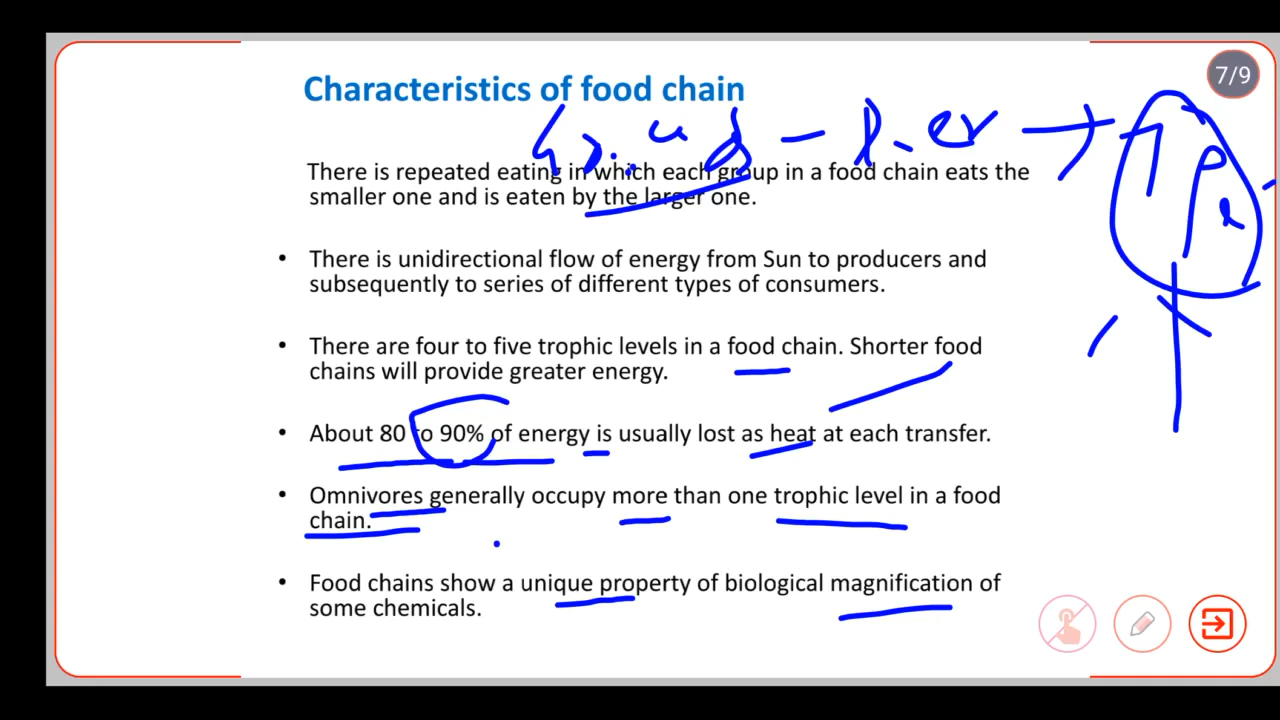 7/9
Characteristics of food chain
There is repeated eating in which each group in a food chain eats the
smaller one and is eaten by the larger one.
• There is unidirectional flow of energy from Sun to producers and
subsequently to series of different types of consumers.
• There are four to five trophic levels in a food chain. Shorter food
chains will provide greater energy.
• About 80 to 90% of energy is usually lost as heat at each transfer.
• Omnivores generally occupy more than one trophic level in a food
chain.
• Food chains show a unique property of biological magnification of
some chemicals.